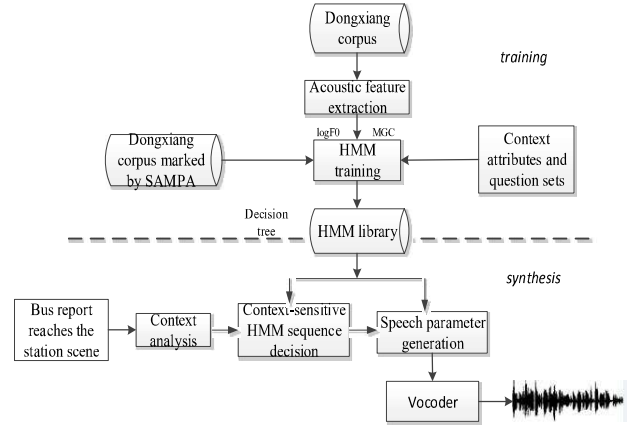 Dongxiang
corpus
training
Acoustic feature
extraction
logF0 MGC
Dongxiang
corpus marked
by SAMPA
HMM
training
Context
attributes and
question sets
Decision
tree
HMM library
synthesis
Bus report
reaches the
station scene
Context
analysis
Context-sensitive
HMM sequence
decision
Speech parameter
generation
Vocoder